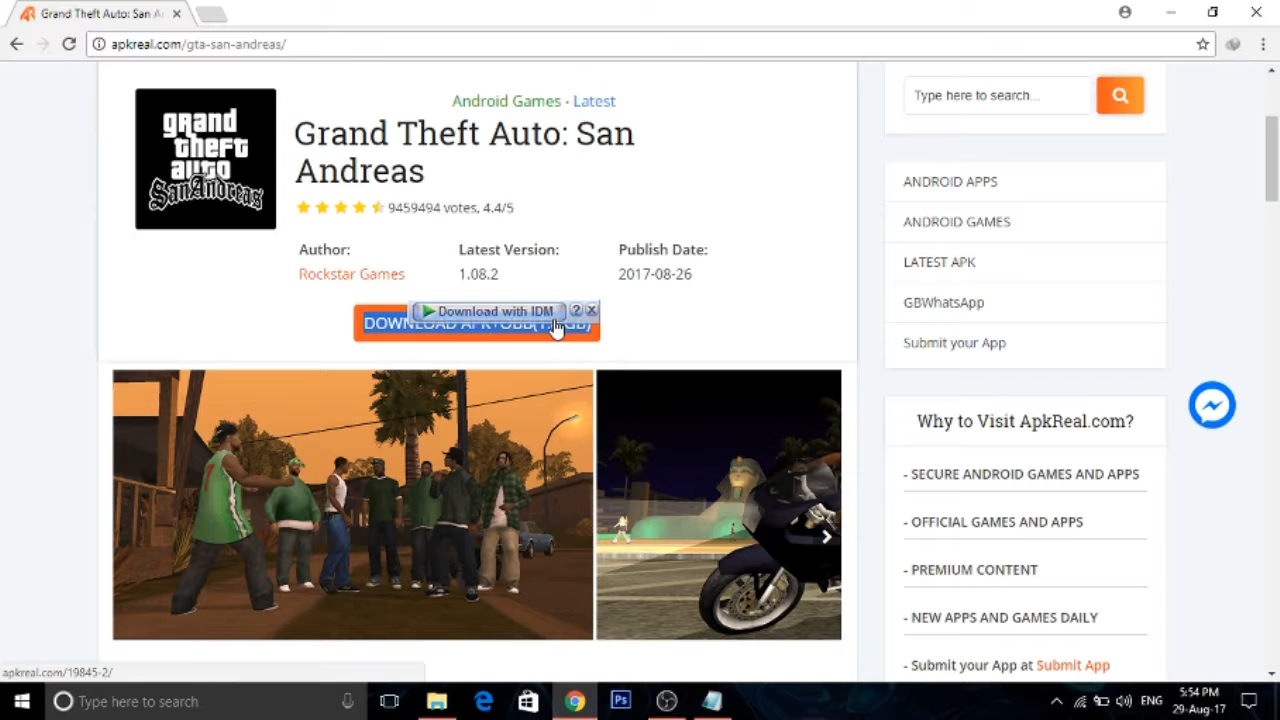 Grand Theft Auto: San A
apkreal.com/gta-san-andreas/
grand
theft
auto
SanAndreas
Android Games · Latest
Grand Theft Auto: San
Andreas
9459494 votes, 4.4/5
Author: Latest Version: Publish Date:
Rockstar Games 1.08.2 2017-08-26
Download with IDM ?
DOWNLOAD APK+OBB
Type here to search...
ANDROID APPS
ANDROID GAMES
LATEST APK
GBWhatsApp
Submit your App
Why to Visit ApkReal.com?
- SECURE ANDROID GAMES AND APPS
- OFFICIAL GAMES AND APPS
- PREMIUM CONTENT
- NEW APPS AND GAMES DAILY
- Submit your App at Submit App
apkreal.com/19845-2/
Type here to search
Ps
ENG
5:54 PM
29-Aug-17